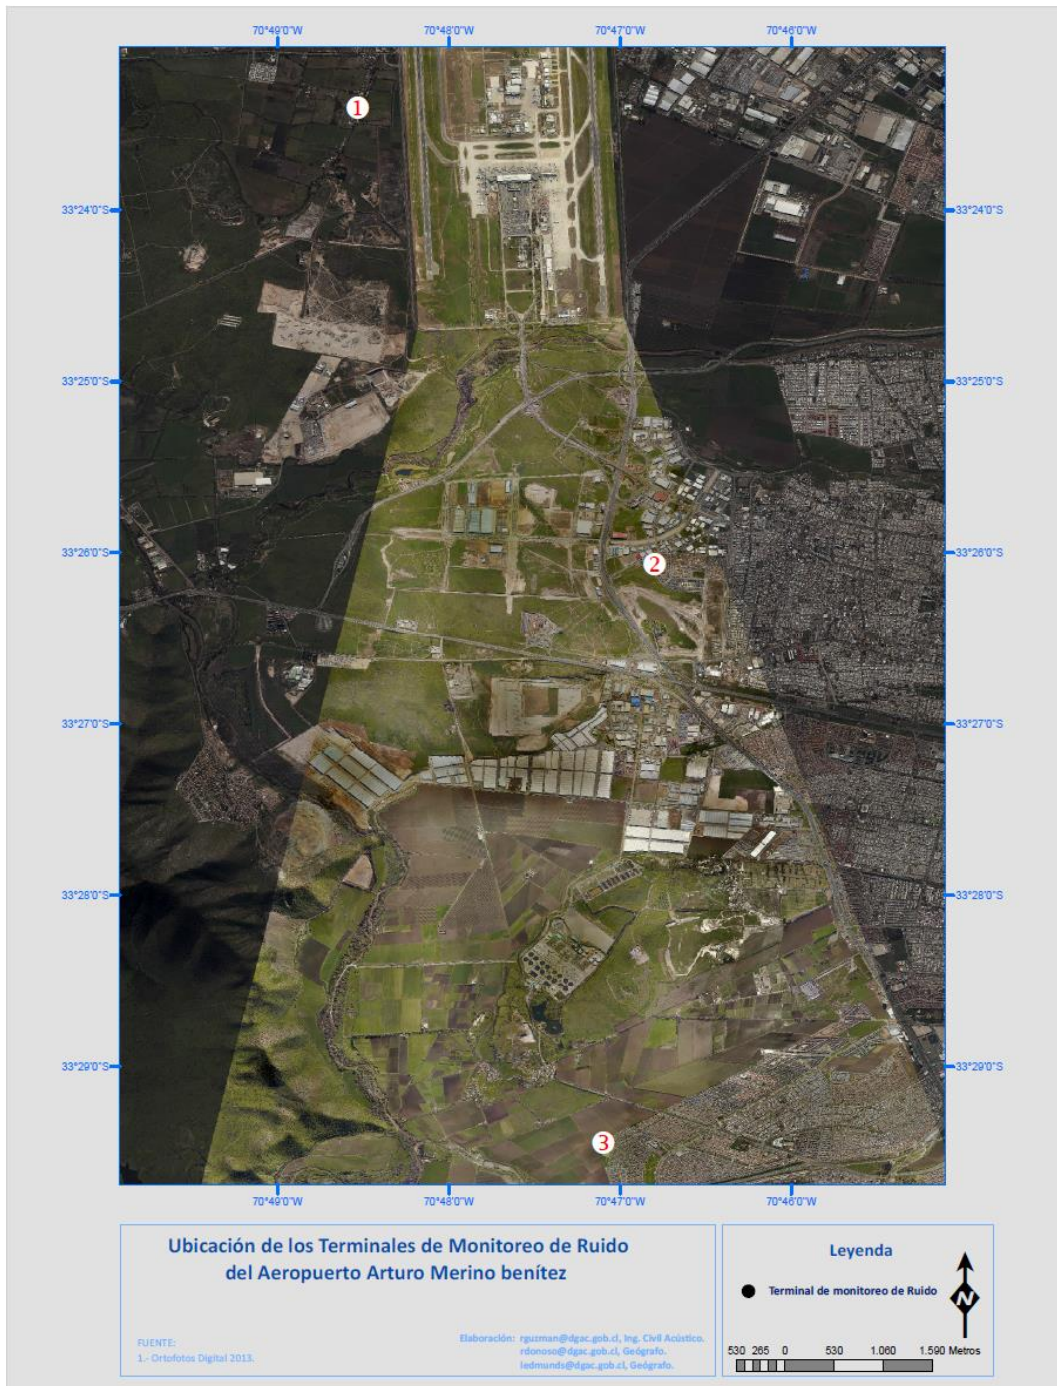 70°49'0"W 70°48'0"W 70°47'0"W 70°46'0"W
1
33°24'0"S 33°24'0"S
33°25'0"S 33°25'0"S
33°26'0"S 33°26'0"S
2
33°27'0"S 33°27'0"S
33°28'0"S 33°28'0"S
33°29'0"S 33°29'0"S
3
70°49'0"W 70°48'0"W 70°47'0"W 70°46'0"W
Ubicación de los Terminales de Monitoreo de Ruido
del Aeropuerto Arturo Merino benítez
FUENTE:
1.- Ortofotos Digital 2013.
Elaboración: rguzman@dgac.gob.cl, Ing. Civil Acústico.
rdonoso@dgac.gob.cl, Geógrafo.
ledmunds@dgac.gob.cl, Geógrafo.
Leyenda
Terminal de monitoreo de Ruido
N
530 265 0 530 1.060 1.590 Metros